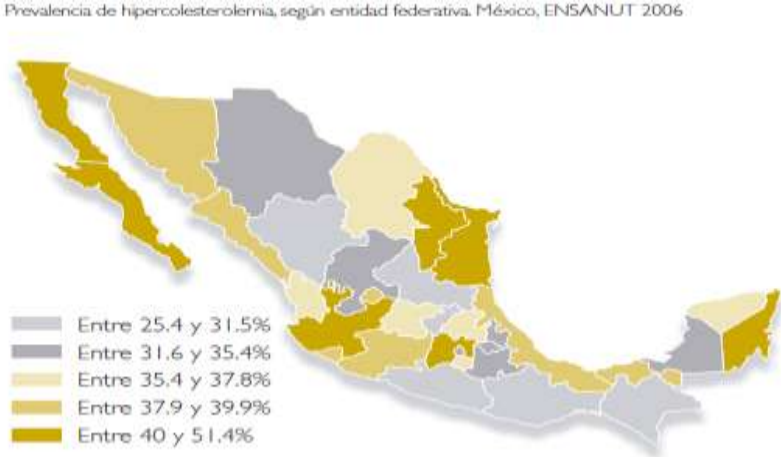 Prevalencia de hipercolesterolemia, según entidad federativa. México, ENSANUT 2006
Entre 25.4 y 31.5%
Entre 31.6 y 35.4%
Entre 35.4 y 37.8%
Entre 37.9 y 39.9%
Entre 40 y 51.4%